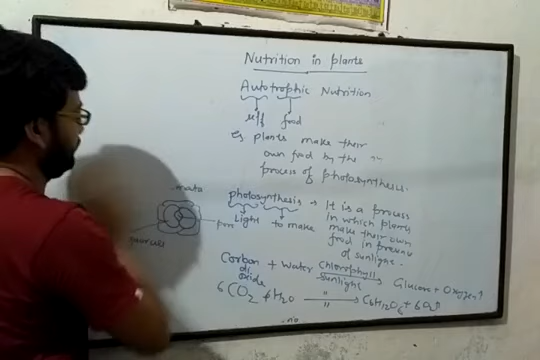 Nutrition in plants
Autotrophic Nutrition
self food
plants make their
own food by the
process of photosynthesis.
photosynthesis → It is a process
Light to make in which plants
make their own
food in presence
of sunlight.
Carbon di oxide + water Chlorophyll sunlight → Glucose + Oxygen↑
6CO2 + H2O → C6H12O6 + 6O2↑